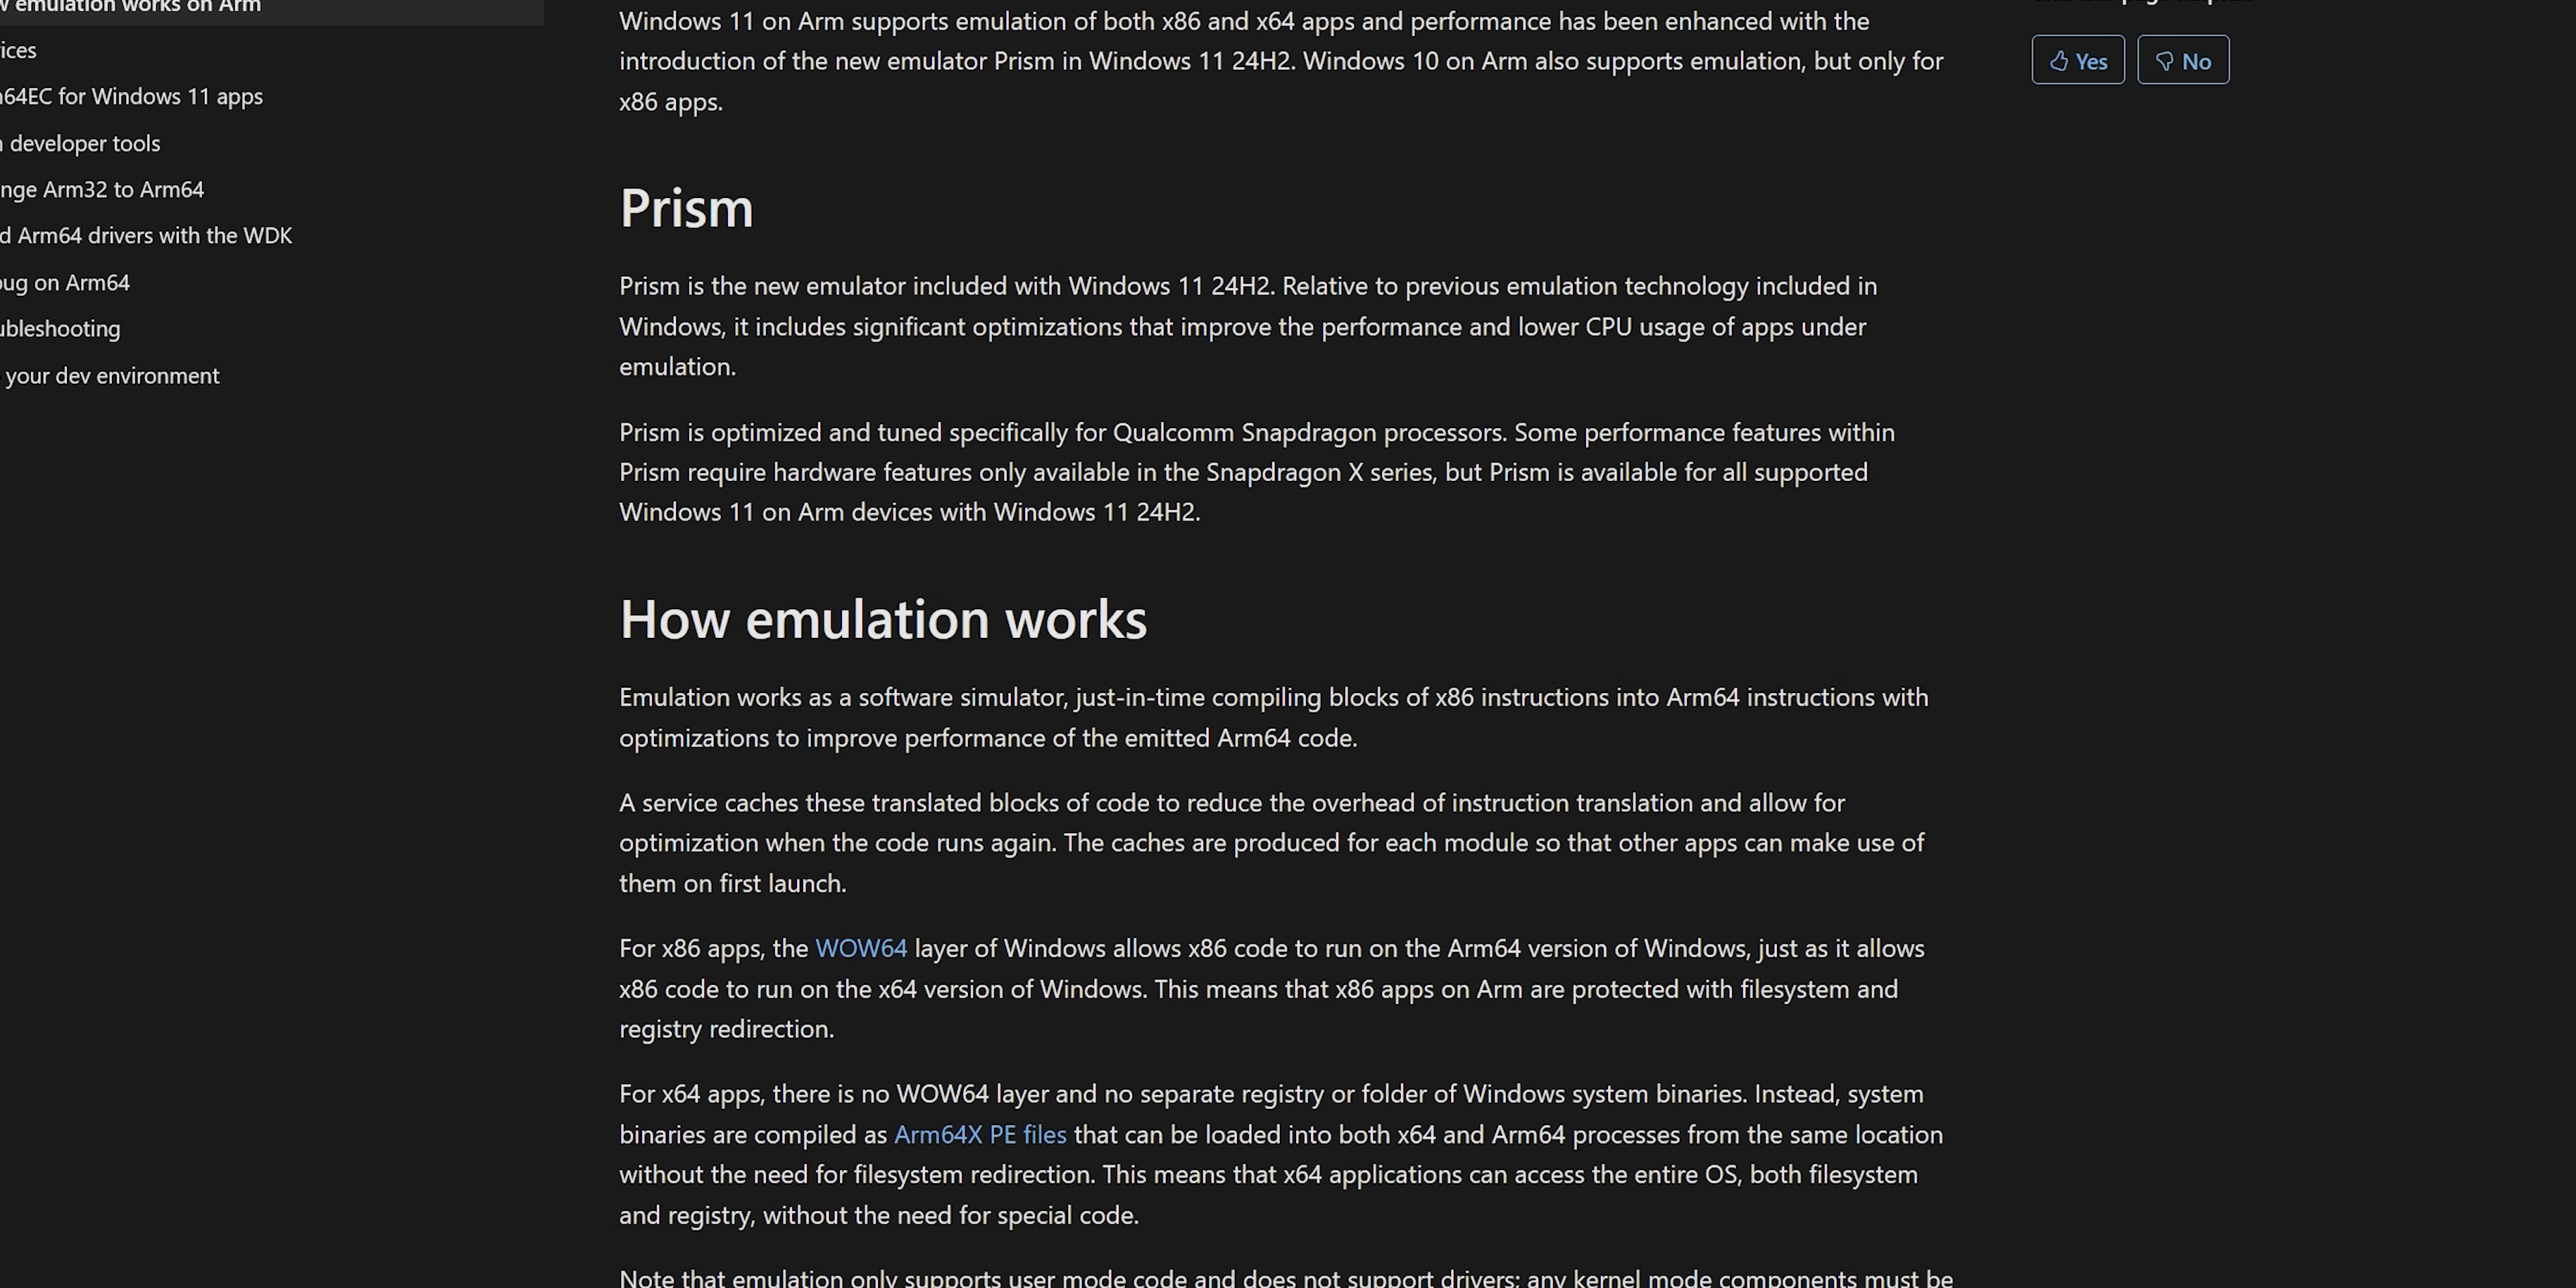 emulation works on Arm
ices
64EC for Windows 11 apps
developer tools
nge Arm32 to Arm64
d Arm64 drivers with the WDK
ug on Arm64
ubleshooting
your dev environment
Windows 11 on Arm supports emulation of both x86 and x64 apps and performance has been enhanced with the
introduction of the new emulator Prism in Windows 11 24H2. Windows 10 on Arm also supports emulation, but only for
x86 apps.
Prism
Prism is the new emulator included with Windows 11 24H2. Relative to previous emulation technology included in
Windows, it includes significant optimizations that improve the performance and lower CPU usage of apps under
emulation.
Prism is optimized and tuned specifically for Qualcomm Snapdragon processors. Some performance features within
Prism require hardware features only available in the Snapdragon X series, but Prism is available for all supported
Windows 11 on Arm devices with Windows 11 24H2.
How emulation works
Emulation works as a software simulator, just-in-time compiling blocks of x86 instructions into Arm64 instructions with
optimizations to improve performance of the emitted Arm64 code.
A service caches these translated blocks of code to reduce the overhead of instruction translation and allow for
optimization when the code runs again. The caches are produced for each module so that other apps can make use of
them on first launch.
For x86 apps, the WOW64 layer of Windows allows x86 code to run on the Arm64 version of Windows, just as it allows
x86 code to run on the x64 version of Windows. This means that x86 apps on Arm are protected with filesystem and
registry redirection.
For x64 apps, there is no WOW64 layer and no separate registry or folder of Windows system binaries. Instead, system
binaries are compiled as Arm64X PE files that can be loaded into both x64 and Arm64 processes from the same location
without the need for filesystem redirection. This means that x64 applications can access the entire OS, both filesystem
and registry, without the need for special code.
Note that emulation only supports user mode code and does not support drivers; any kernel mode components must be
Yes
No